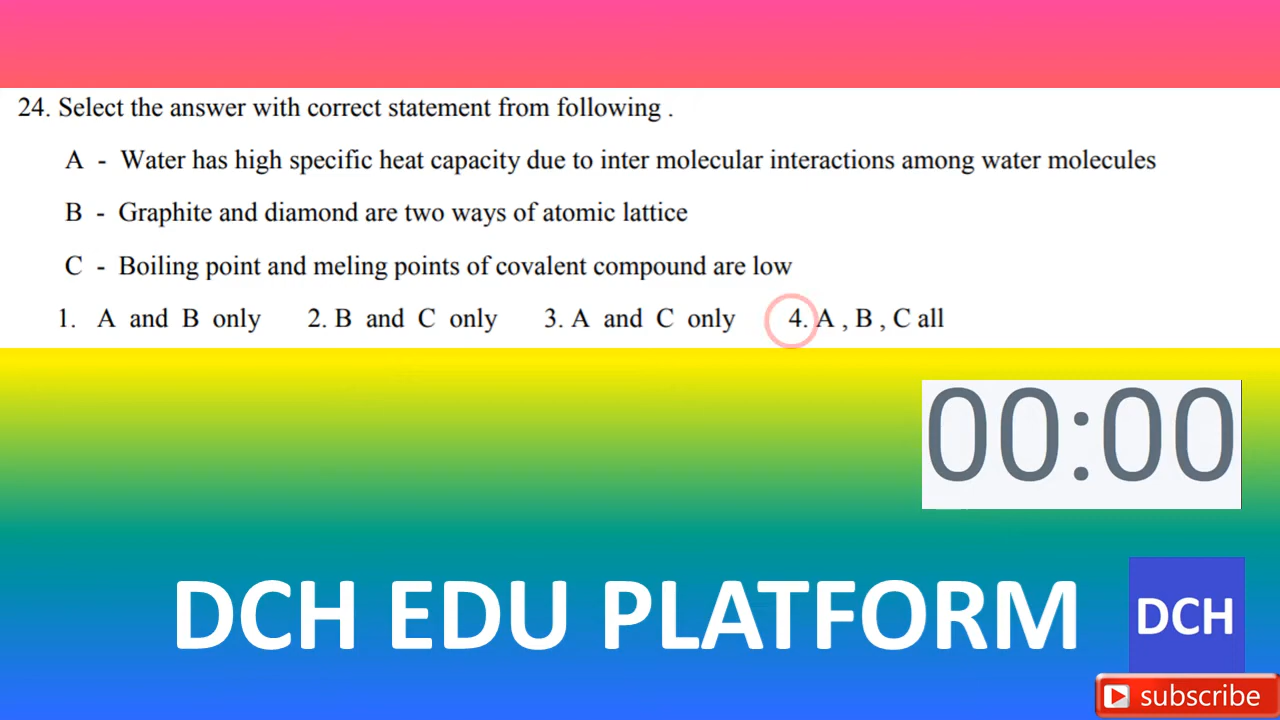 24. Select the answer with correct statement from following .
A - Water has high specific heat capacity due to inter molecular interactions among water molecules
B - Graphite and diamond are two ways of atomic lattice
C - Boiling point and meling points of covalent compound are low
1. A and B only 2. B and C only 3. A and C only 4. A , B , C all
00:00
DCH EDU PLATFORM
DCH
subscribe